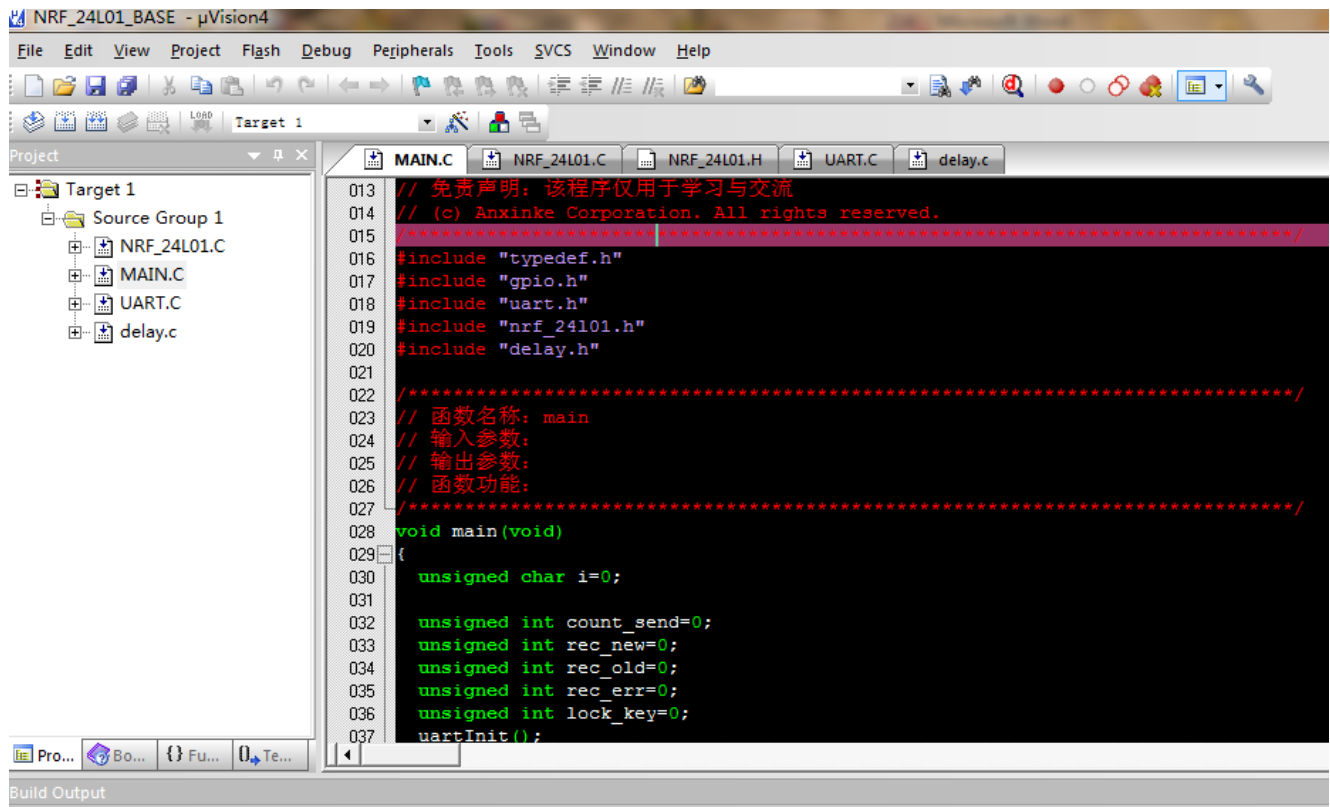 NRF_24L01_BASE - µVision4
File Edit View Project Flash Debug Peripherals Tools SVCS Window Help
LOAD Target 1
Project
MAIN.C NRF_24L01.C NRF_24L01.H UART.C delay.c
Target 1
Source Group 1
NRF_24L01.C
MAIN.C
UART.C
delay.c
013 // 免责声明：该程序仅用于学习与交流
014 // (c) Anxinke Corporation. All rights reserved.
015 /******************************************************************************/
016 #include "typedef.h"
017 #include "gpio.h"
018 #include "uart.h"
019 #include "nrf_24l01.h"
020 #include "delay.h"
021
022 /******************************************************************************/
023 // 函数名称：main
024 // 输入参数：
025 // 输出参数：
026 // 函数功能：
027 /******************************************************************************/
028 void main(void)
029 {
030 unsigned char i=0;
031
032 unsigned int count_send=0;
033 unsigned int rec_new=0;
034 unsigned int rec_old=0;
035 unsigned int rec_err=0;
036 unsigned int lock_key=0;
037 uartInit();
Pro... Bo... {} Fu... Te...
Build Output